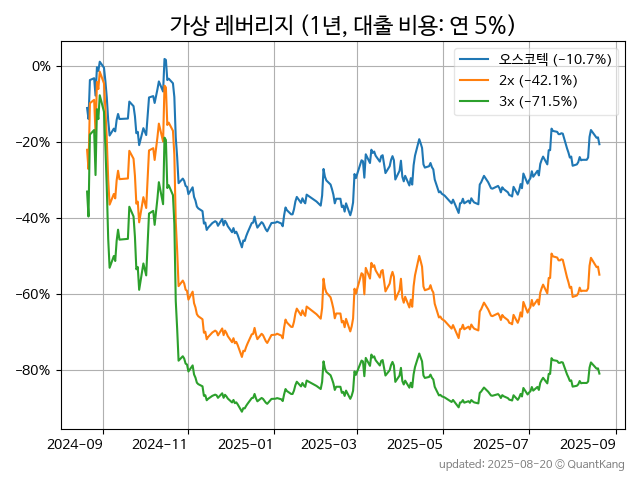 가상 레버리지 (1년, 대출 비용: 연 5%)
오스코텍 (−10.7%)
2x (−42.1%)
3x (−71.5%)
0%
−20%
−40%
−60%
−80%
2024-09 2024-11 2025-01 2025-03 2025-05 2025-07 2025-09
updated: 2025-08-20 © QuantKang